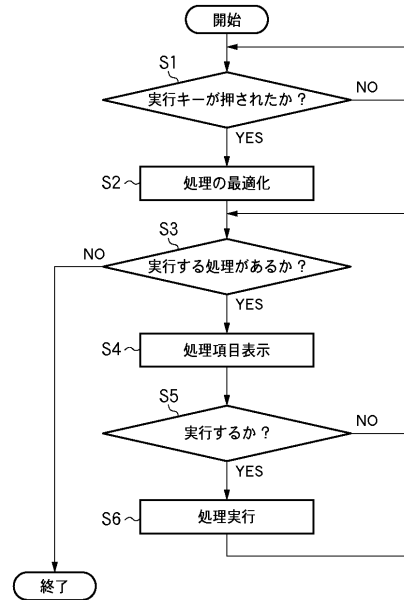 開始
S1
実行キーが押されたか?
NO
YES
S2
処理の最適化
S3
NO
実行する処理があるか?
YES
S4
処理項目表示
S5
実行するか?
NO
YES
S6
処理実行
終了